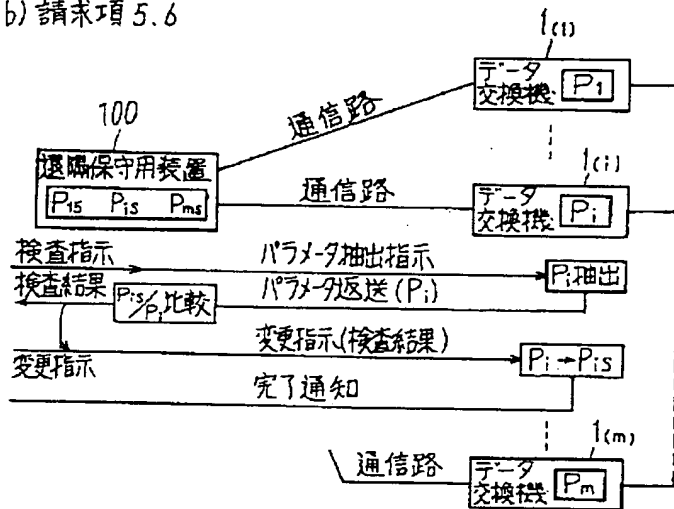 b) 請求項5.6
1(1)
データ
交換機 P1
100
通信路
遠隔保守用装置
P1S PiS PmS
通信路
1(i)
データ
交換機 Pi
検査指示
パラメータ抽出指示
Pi抽出
検査結果
PiS/Pi比較
パラメータ返送(Pi)
変更指示(検査結果)
変更指示
Pi→PiS
完了通知
1(m)
通信路
データ
交換機 Pm